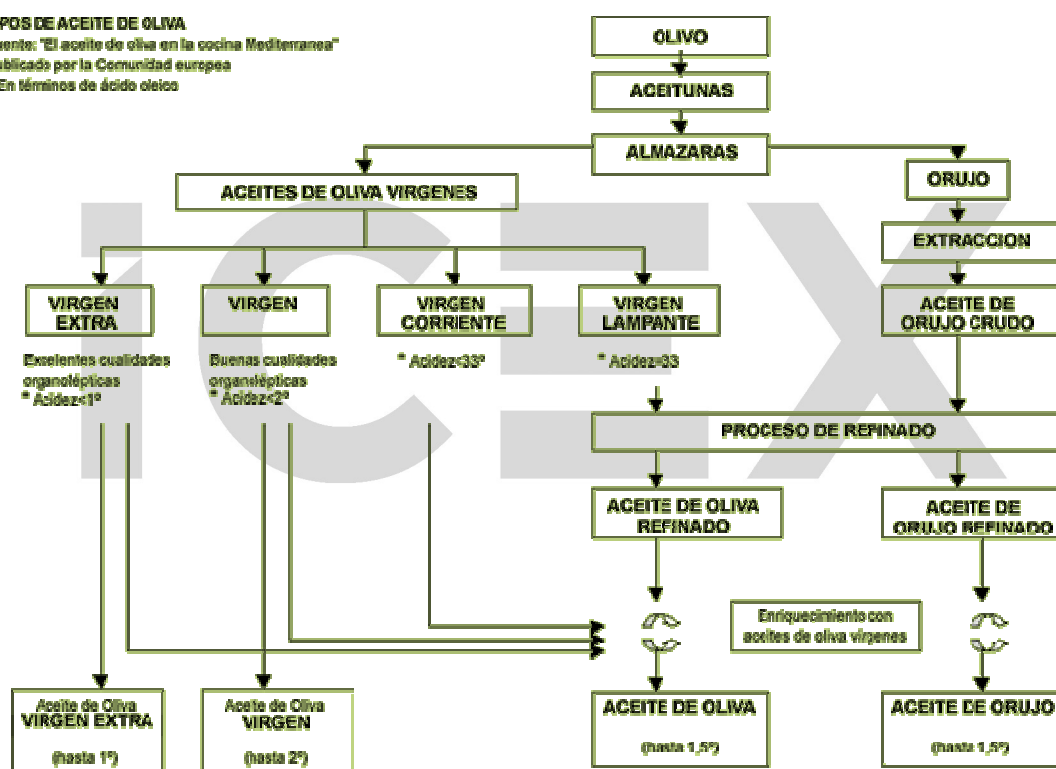 POS DE ACEITE DE OLIVA
ente: "El aceite de oliva en la cocina Mediterranea"
ublicado por la Comunidad europea
En términos de ácido oleico
OLIVO
ACEITUNAS
ALMAZARAS
ACEITES DE OLIVA VIRGENES
ORUJO
EXTRACCION
VIRGEN
EXTRA
VIRGEN
VIRGEN
CORRIENTE
VIRGEN
LAMPANTE
ACEITE DE
ORUJO CRUDO
Excelentes cualidades
organolépticas
* Acidez<1º
Buenas cualidades
organolépticas
* Acidez<2º
* Acidez<33º
* Acidez=33
PROCESO DE REFINADO
ACEITE DE OLIVA
REFINADO
ACEITE DE
ORUJO REFINADO
Enriquecimiento con
aceites de oliva vírgenes
Aceite de Oliva
VIRGEN EXTRA
(hasta 1º)
Aceite de Oliva
VIRGEN
(hasta 2º)
ACEITE DE OLIVA
(hasta 1,5º)
ACEITE DE ORUJO
(hasta 1,5º)
iCEX